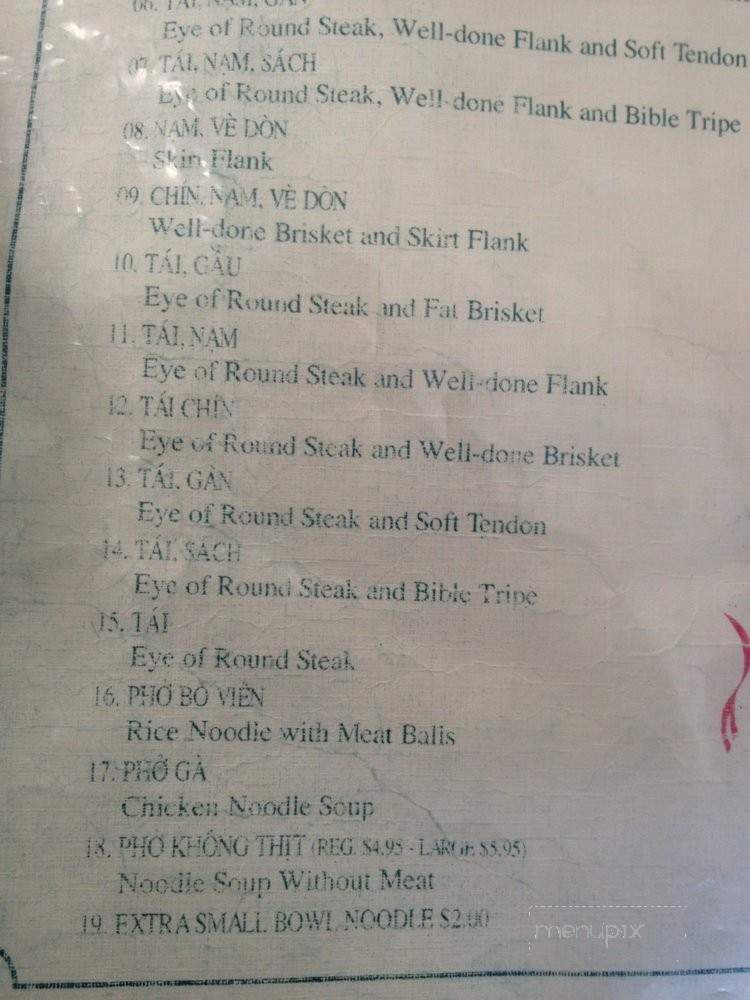 06. TÁI, NẠM, GÂN
Eye of Round Steak, Well-done Flank and Soft Tendon
07. TÁI, NẠM, SÁCH
Eye of Round Steak, Well-done Flank and Bible Tripe
08. NẠM, VÈ DÒN
Skirt Flank
09. CHÍN, NẠM, VÈ DÒN
Well-done Brisket and Skirt Flank
10. TÁI, GẦU
Eye of Round Steak and Fat Brisket
11. TÁI, NẠM
Eye of Round Steak and Well-done Flank
12. TÁI CHÍN
Eye of Round Steak and Well-done Brisket
13. TÁI, GÂN
Eye of Round Steak and Soft Tendon
14. TÁI, SÁCH
Eye of Round Steak and Bible Tripe
15. TÁI
Eye of Round Steak
16. PHỞ BÒ VIÊN
Rice Noodle with Meat Balls
17. PHỞ GÀ
Chicken Noodle Soup
18. PHỞ KHÔNG THỊT (REG. $4.95 - LARGE $5.95)
Noodle Soup Without Meat
19. EXTRA SMALL BOWL NOODLE $2.00
menupix